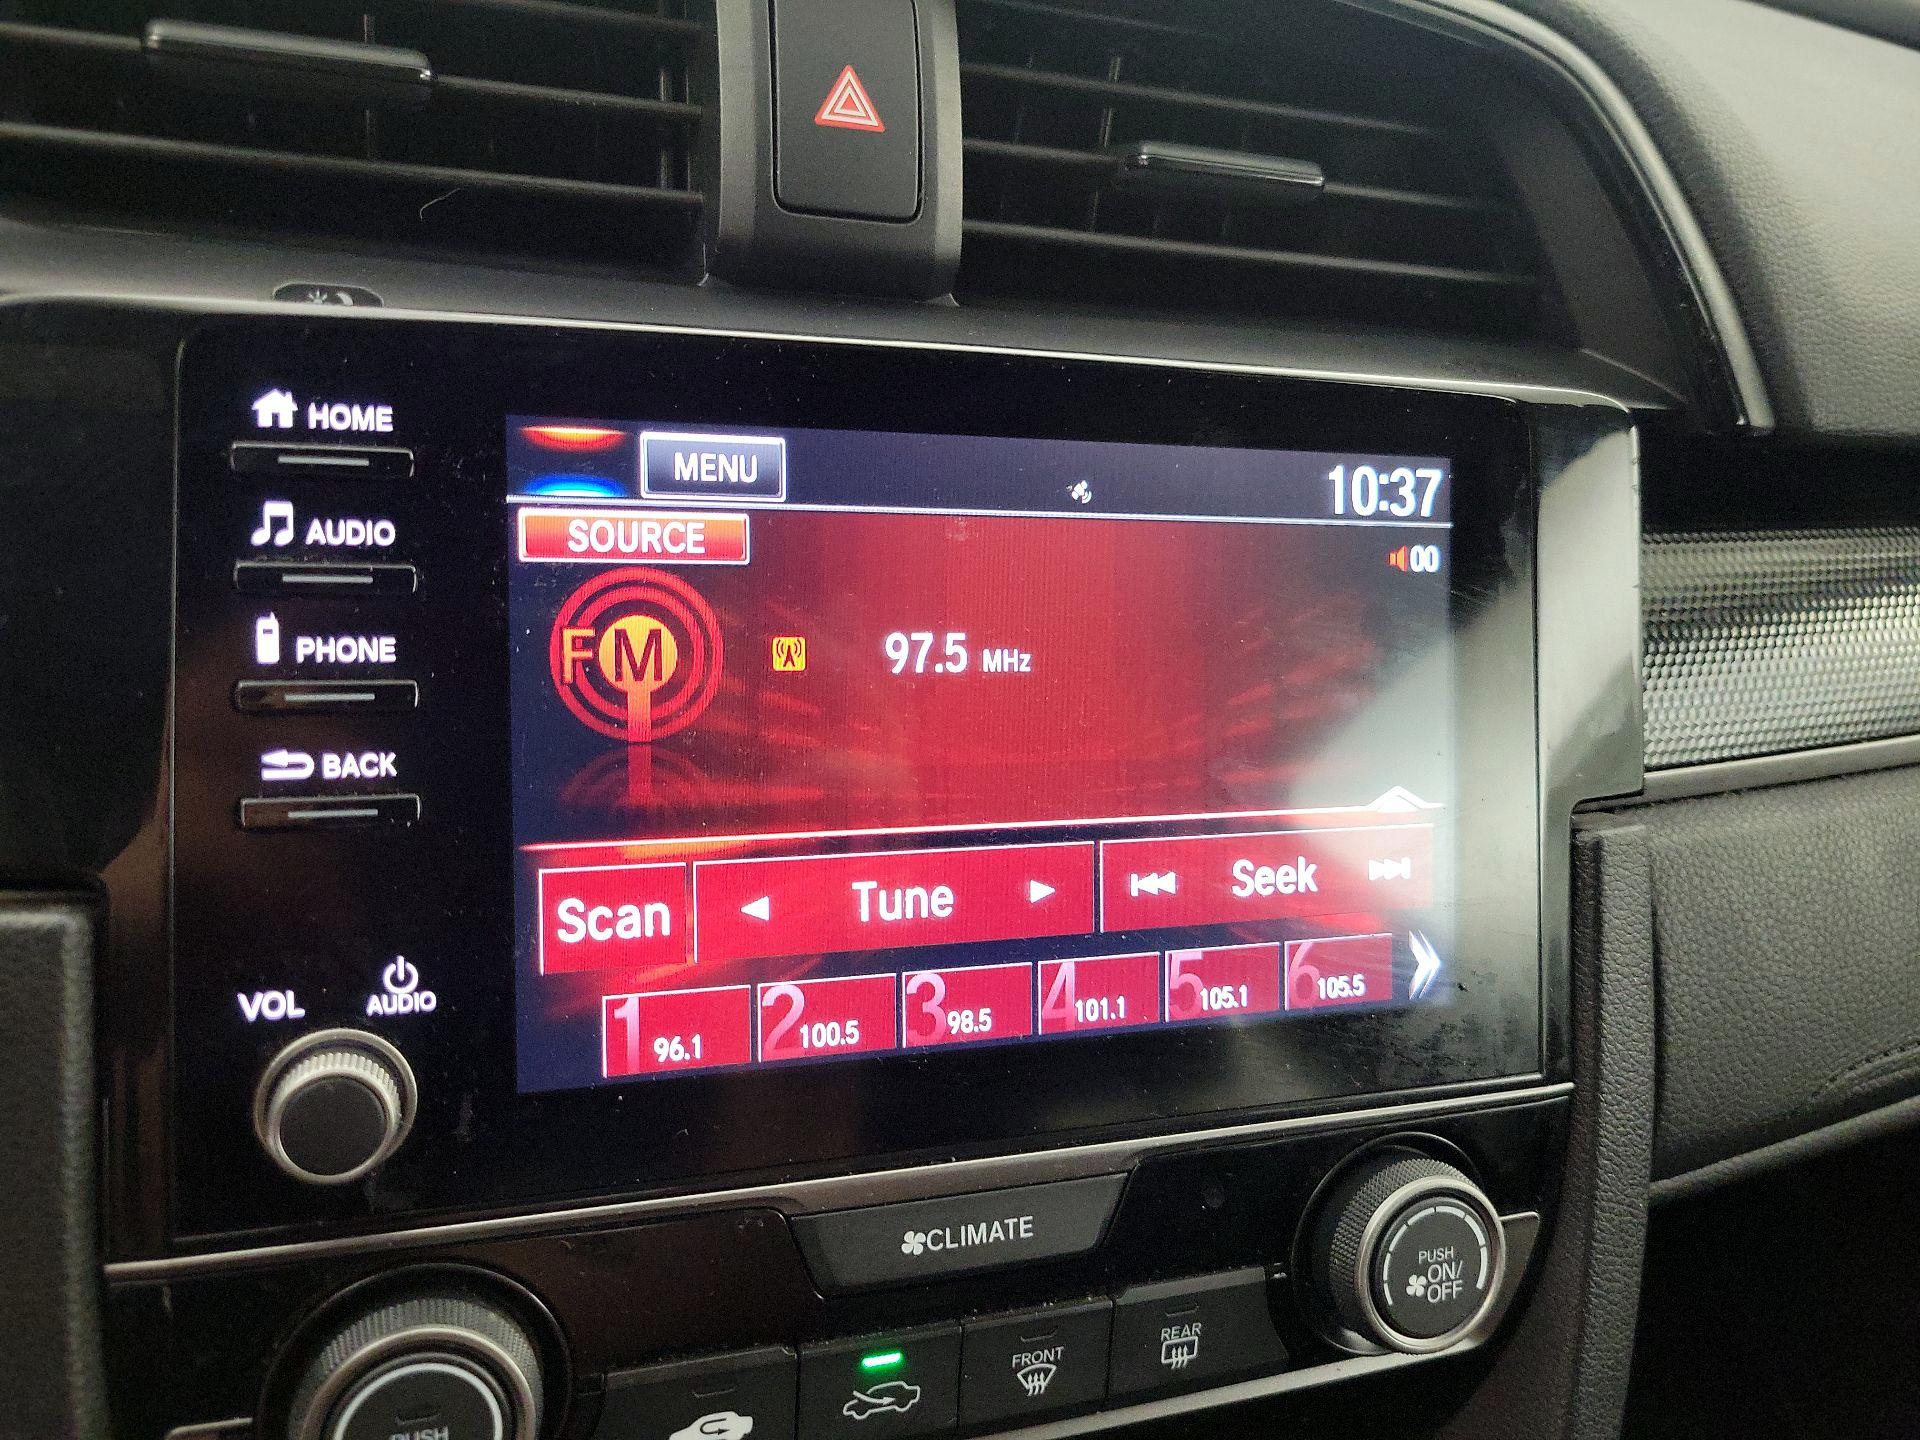 HOME
AUDIO
PHONE
BACK
VOL
AUDIO
MENU
10:37
SOURCE
00
FM
97.5 MHz
Scan
Tune
Seek
1 96.1
2 100.5
3 98.5
4 101.1
5 105.1
6 105.5
CLIMATE
PUSH
ON/
OFF
FRONT
REAR
PUSH